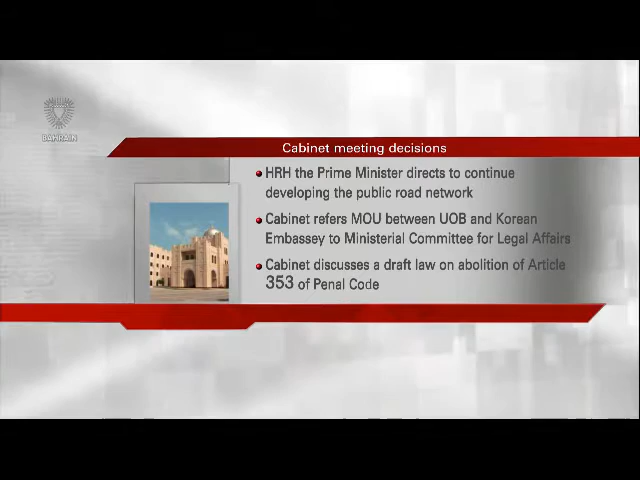 BAHRAIN
Cabinet meeting decisions
HRH the Prime Minister directs to continue
developing the public road network
Cabinet refers MOU between UOB and Korean
Embassy to Ministerial Committee for Legal Affairs
Cabinet discusses a draft law on abolition of Article
353 of Penal Code